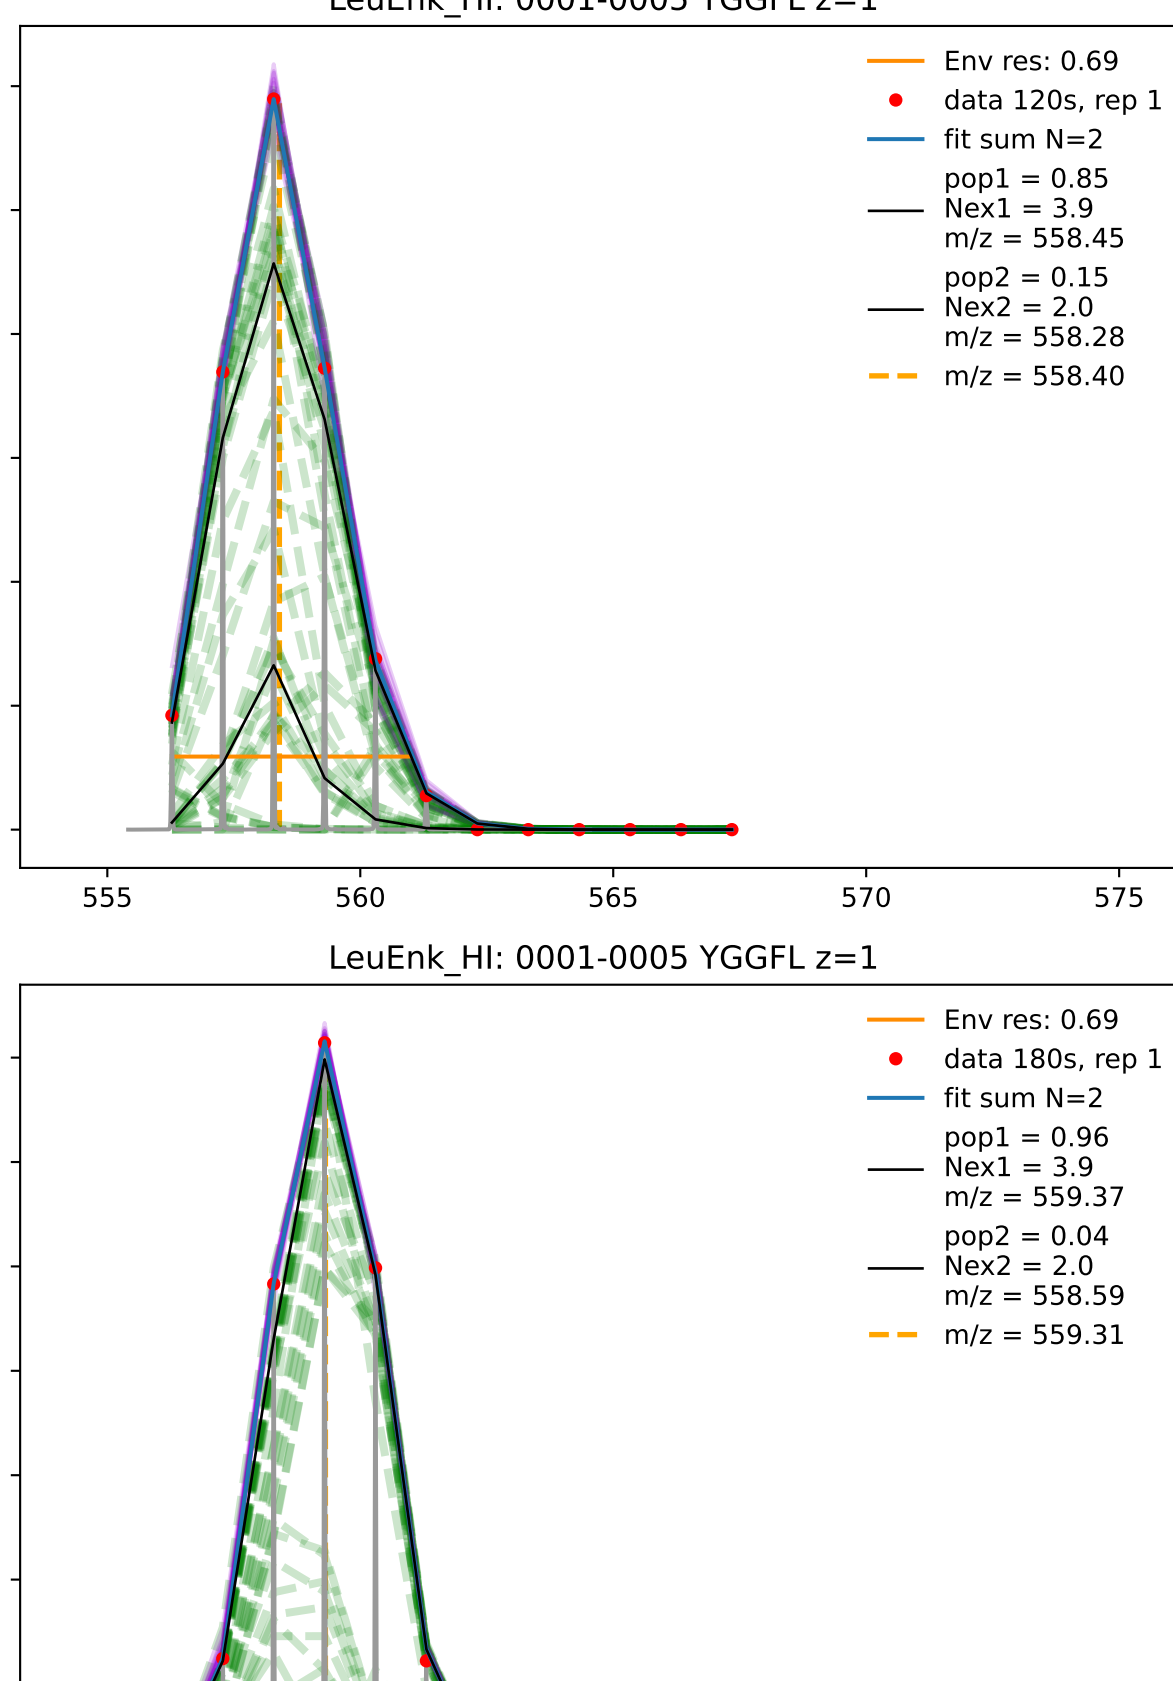 LeuEnk_HI: 0001-0005 YGGFL z=1
Env res: 0.69
data 120s, rep 1
fit sum N=2
pop1 = 0.85
Nex1 = 3.9
m/z = 558.45
pop2 = 0.15
Nex2 = 2.0
m/z = 558.28
m/z = 558.40
555 560 565 570 575
LeuEnk_HI: 0001-0005 YGGFL z=1
Env res: 0.69
data 180s, rep 1
fit sum N=2
pop1 = 0.96
Nex1 = 3.9
m/z = 559.37
pop2 = 0.04
Nex2 = 2.0
m/z = 558.59
m/z = 559.31